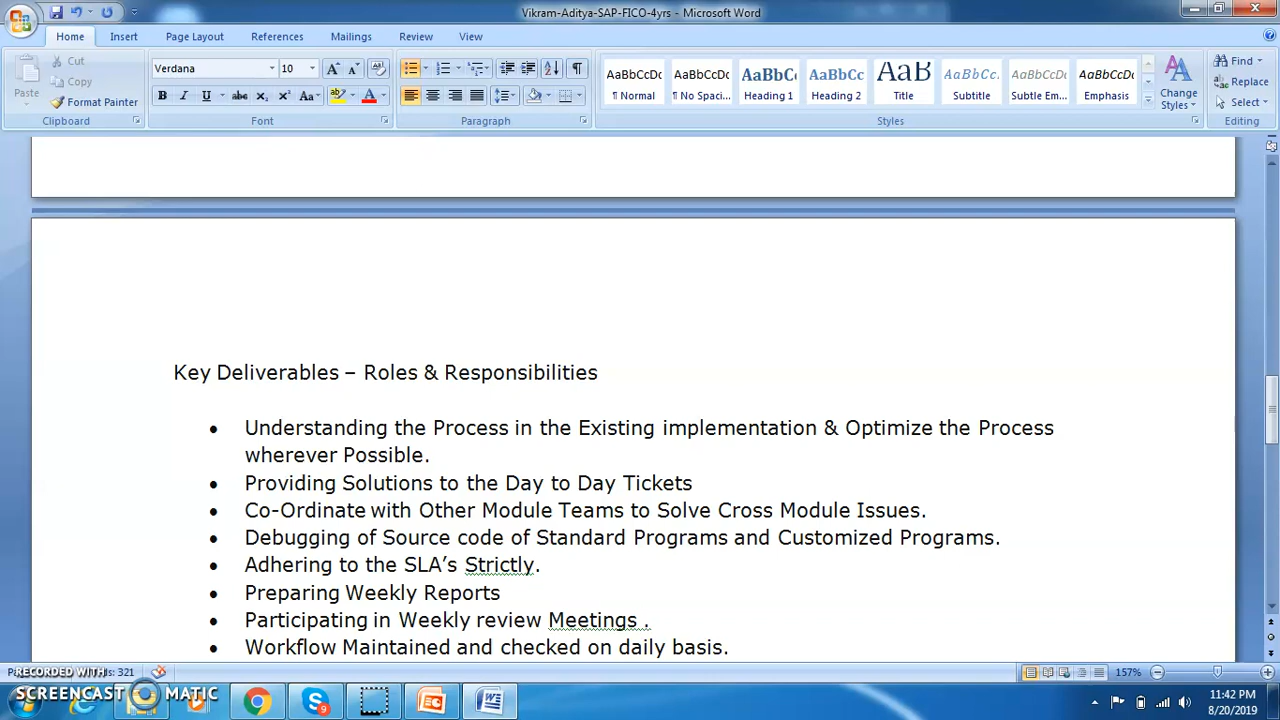 Vikram-Aditya-SAP-FICO-4yrs - Microsoft Word
Home Insert Page Layout References Mailings Review View
Paste
Cut
Copy
Format Painter
Clipboard
Verdana 10
Font
Paragraph
AaBbCcDc AaBbCcDc AaBbC AaBbCc AaB AaBbCc. AaBbCcDc AaBbCcDc
¶ Normal ¶ No Spaci... Heading 1 Heading 2 Title Subtitle Subtle Em... Emphasis
Change Styles
Styles
Find
Replace
Select
Editing
Key Deliverables – Roles & Responsibilities
• Understanding the Process in the Existing implementation & Optimize the Process
wherever Possible.
• Providing Solutions to the Day to Day Tickets
• Co-Ordinate with Other Module Teams to Solve Cross Module Issues.
• Debugging of Source code of Standard Programs and Customized Programs.
• Adhering to the SLA’s Strictly.
• Preparing Weekly Reports
• Participating in Weekly review Meetings .
• Workflow Maintained and checked on daily basis.
321
157%
RECORDED WITH
SCREENCAST MATIC
9
11:42 PM
8/20/2019